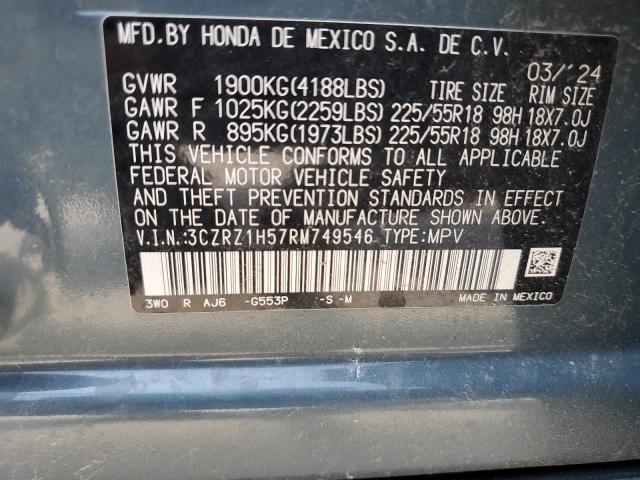 MFD. BY HONDA DE MEXICO S.A. DE C.V.
03/'24
GVWR 1900KG(4188LBS) TIRE SIZE RIM SIZE
GAWR F 1025KG(2259LBS) 225/55R18 98H 18X7.0J
GAWR R 895KG(1973LBS) 225/55R18 98H 18X7.0J
THIS VEHICLE CONFORMS TO ALL APPLICABLE
FEDERAL MOTOR VEHICLE SAFETY
AND THEFT PREVENTION STANDARDS IN EFFECT
ON THE DATE OF MANUFACTURE SHOWN ABOVE.
V.I.N.:3CZRZ1H57RM749546 TYPE:MPV
3W0 R AJ6 -G553P -S -M MADE IN MEXICO